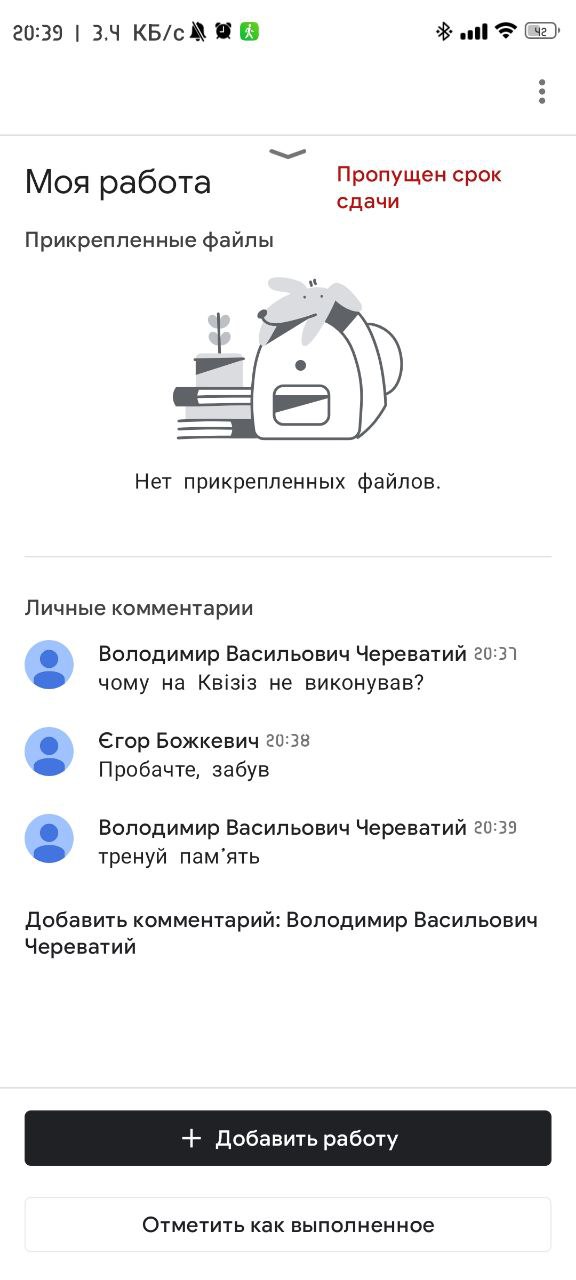 20:39 | 3.4 КБ/с
42
Моя работа
Пропущен срок
сдачи
Прикрепленные файлы
Нет прикрепленных файлов.
Личные комментарии
Володимир Васильович Череватий 20:37
чому на Квізіз не виконував?
Єгор Божкевич 20:38
Пробачте, забув
Володимир Васильович Череватий 20:39
тренуй пам'ять
Добавить комментарий: Володимир Васильович
Череватий
+ Добавить работу
Отметить как выполненное